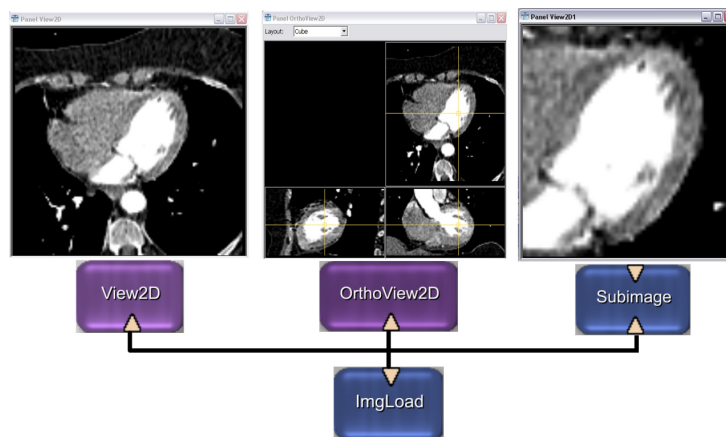 Panel View2D
Panel OrthoView2D
Panel View2D1
Layout:
Cube
View2D
OrthoView2D
Subimage
ImgLoad